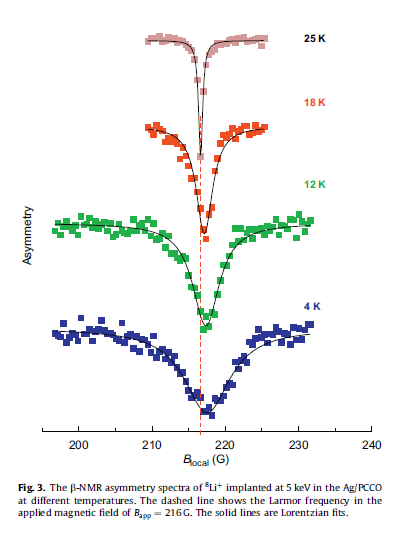 25 K
18 K
12 K
4 K
Asymmetry
200 210 220 230 240
Blocal (G)
Fig. 3. The β-NMR asymmetry spectra of ⁸Li⁺ implanted at 5 keV in the Ag/PCCO
at different temperatures. The dashed line shows the Larmor frequency in the
applied magnetic field of Bapp = 216 G. The solid lines are Lorentzian fits.